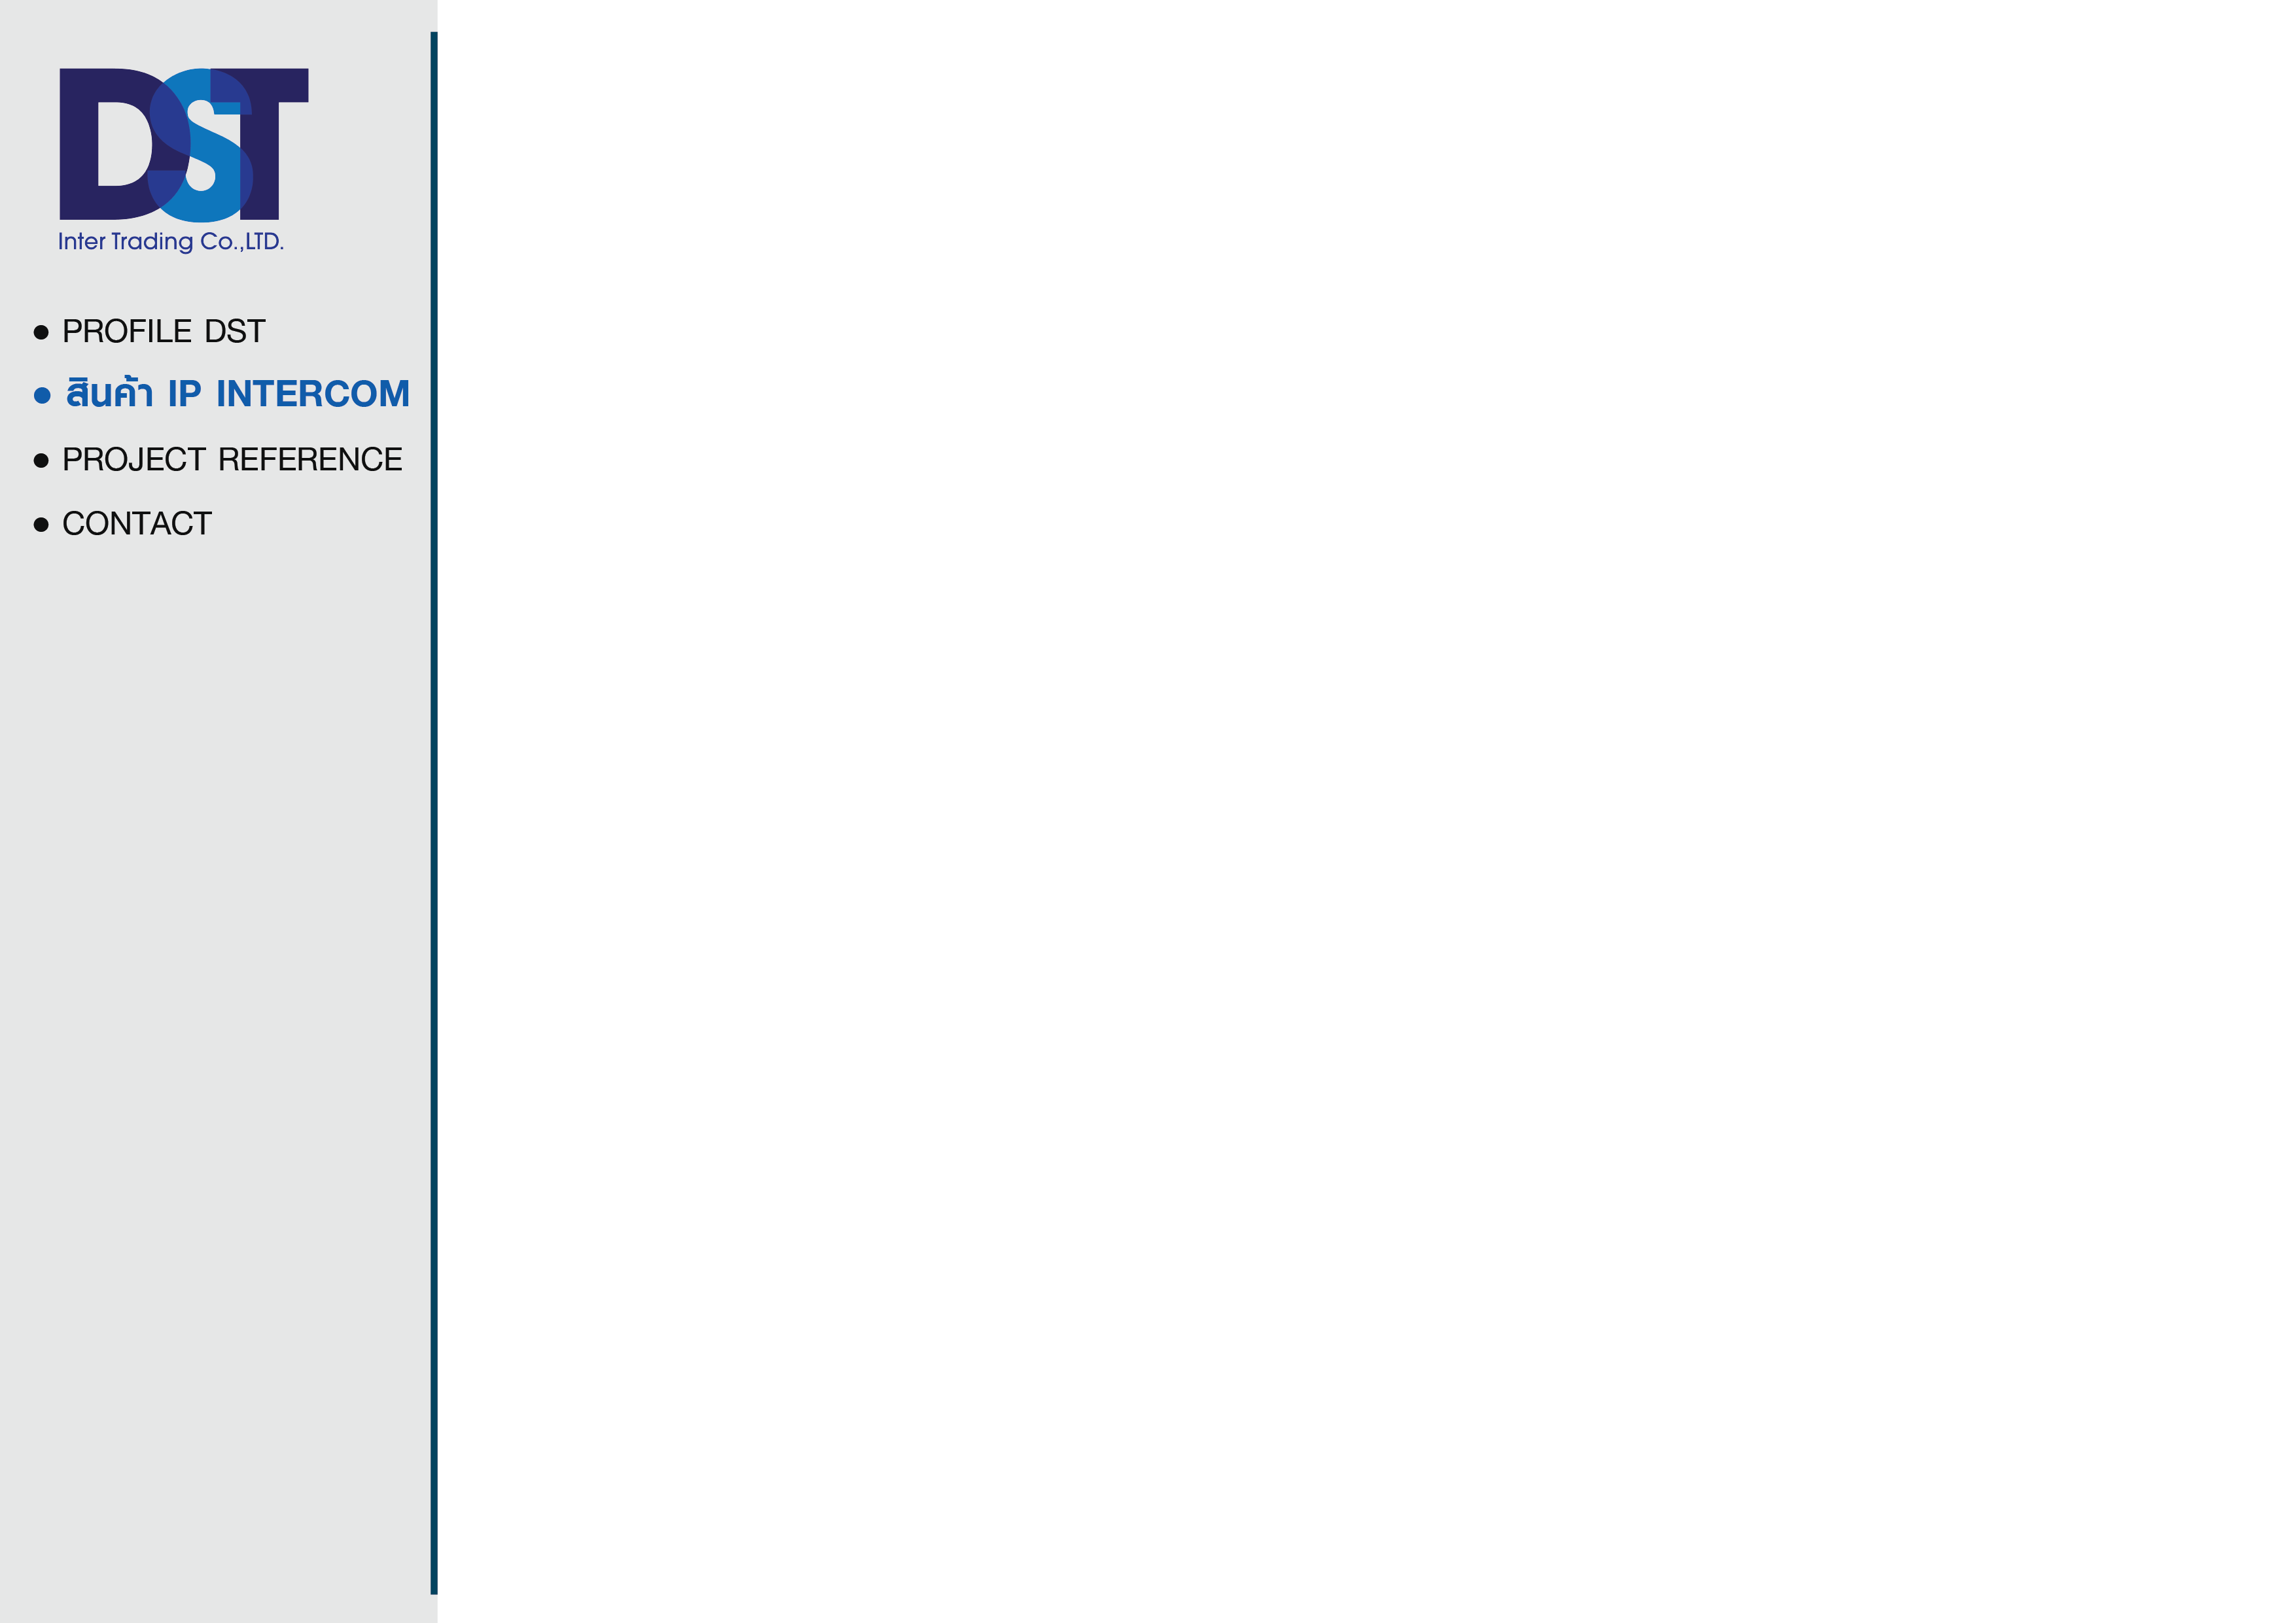 DST
Inter Trading Co.,LTD.
● PROFILE DST
● สินค้า IP INTERCOM
● PROJECT REFERENCE
● CONTACT